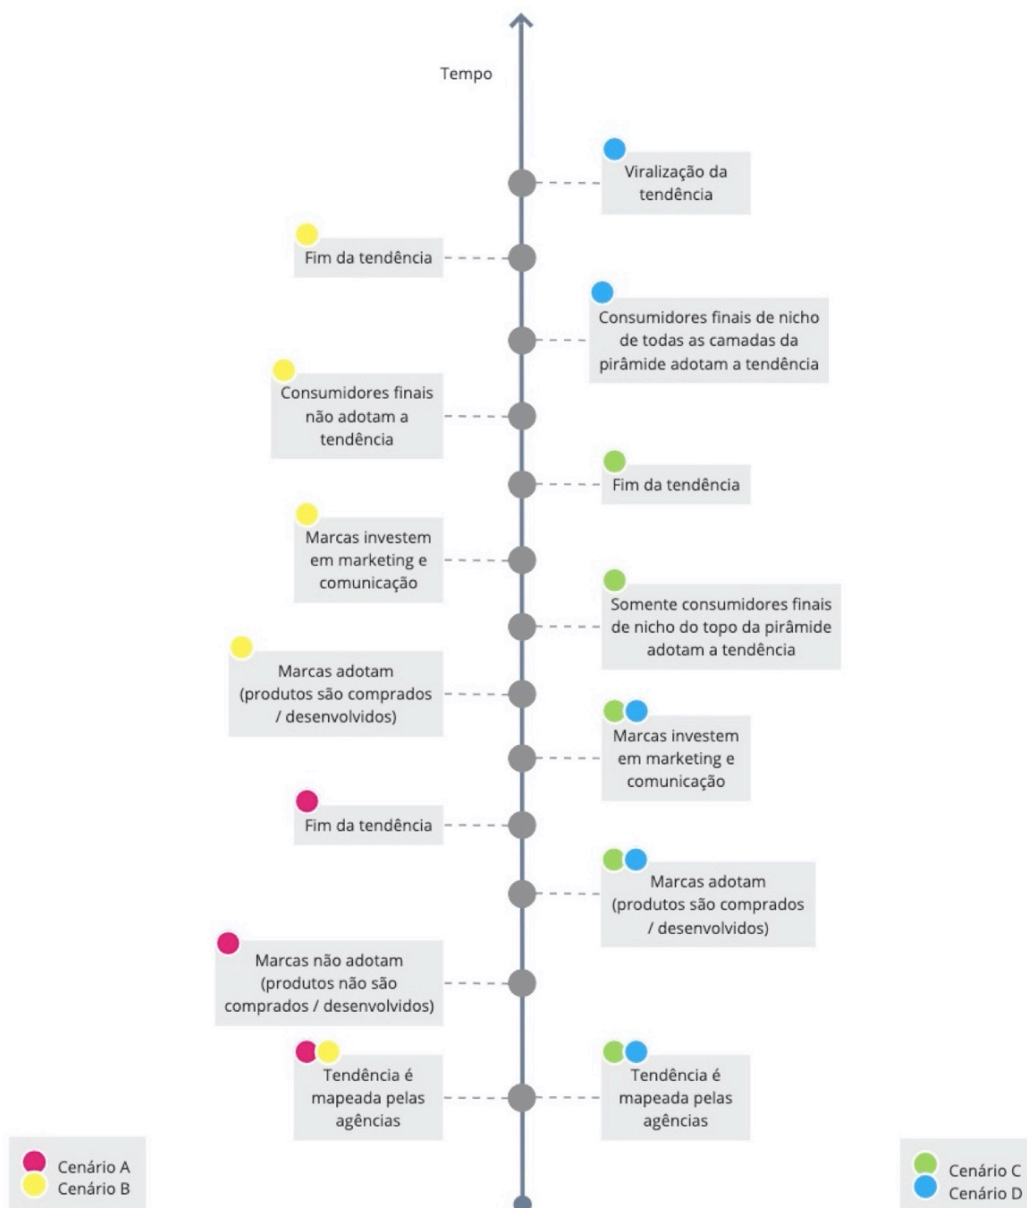 Tempo
Viralização da
tendência
Fim da tendência
Consumidores finais de nicho
de todas as camadas da
pirâmide adotam a tendência
Consumidores finais
não adotam a
tendência
Fim da tendência
Marcas investem
em marketing e
comunicação
Somente consumidores finais
de nicho do topo da pirâmide
adotam a tendência
Marcas adotam
(produtos são comprados
/ desenvolvidos)
Marcas investem
em marketing e
comunicação
Fim da tendência
Marcas adotam
(produtos são comprados
/ desenvolvidos)
Marcas não adotam
(produtos não são
comprados / desenvolvidos)
Tendência é
mapeada pelas
agências
Tendência é
mapeada pelas
agências
Cenário A
Cenário B
Cenário C
Cenário D